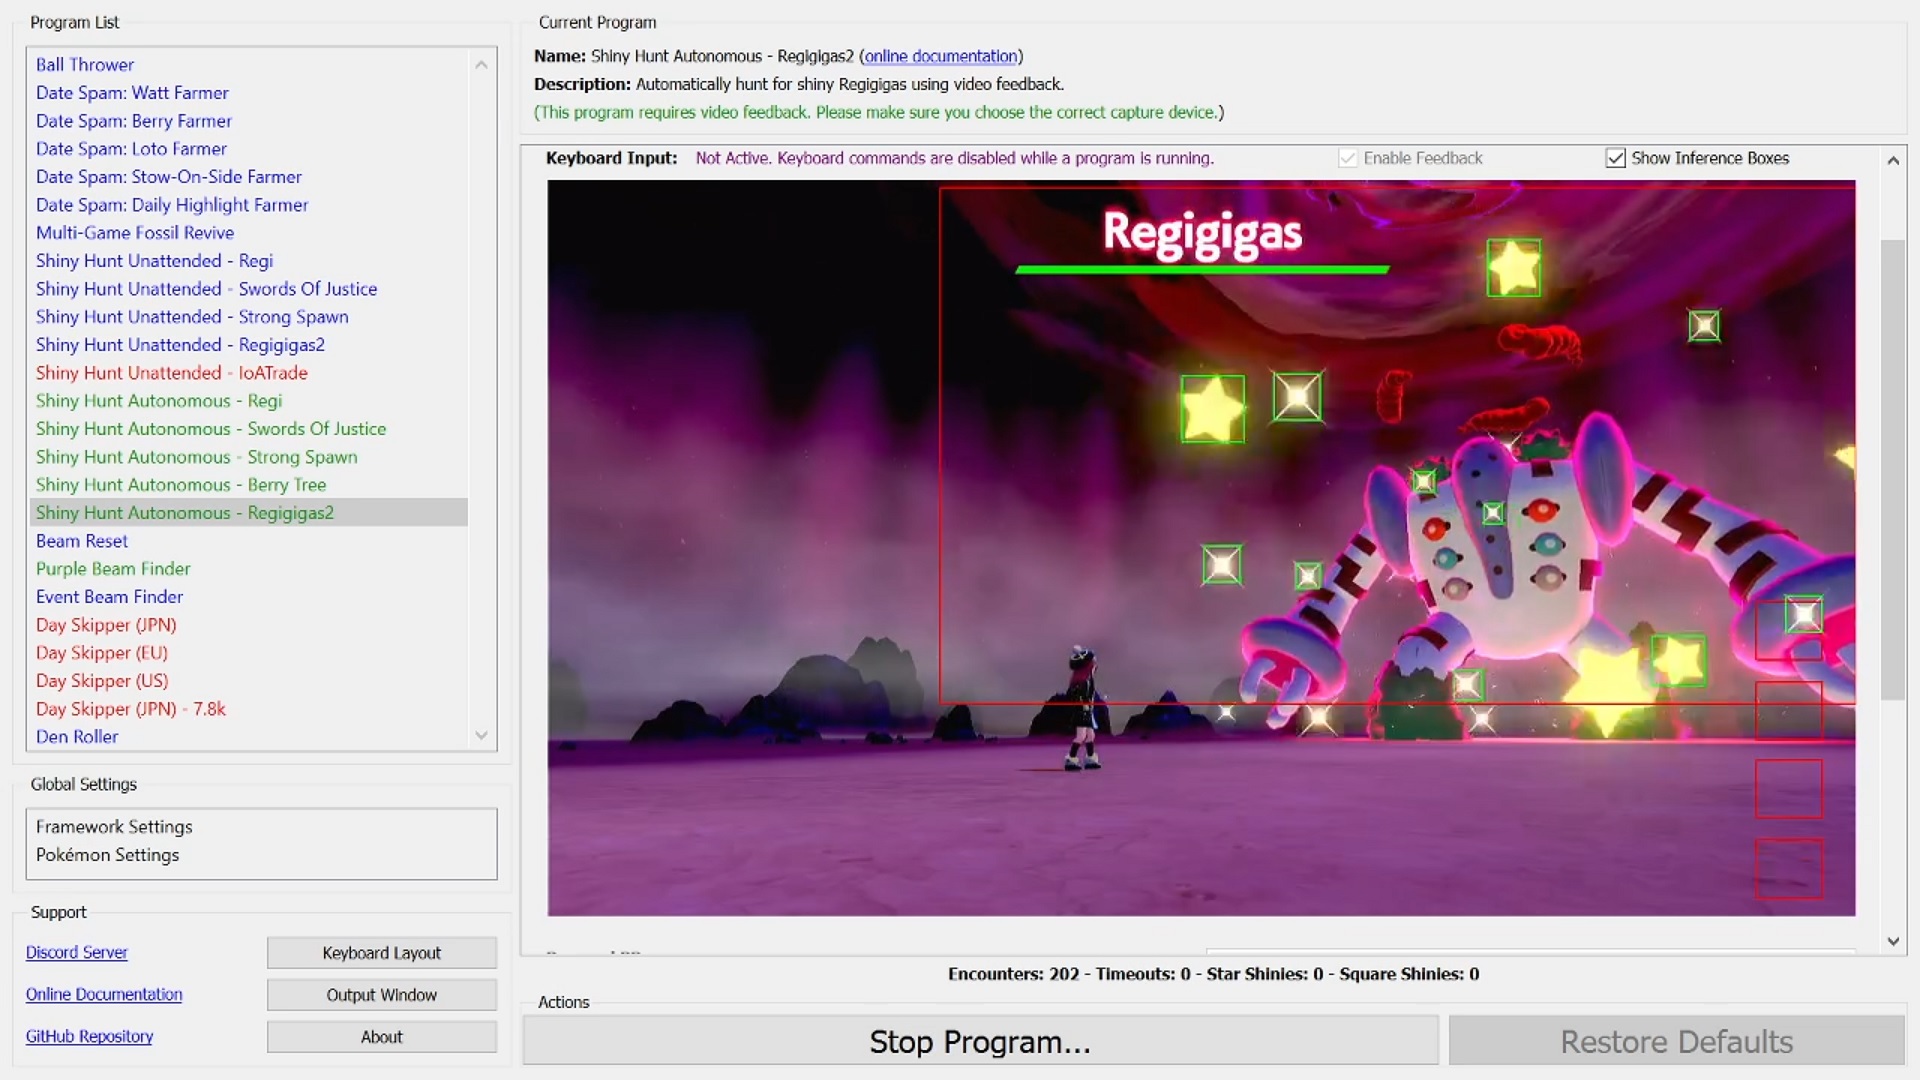 Program List
Ball Thrower
Date Spam: Watt Farmer
Date Spam: Berry Farmer
Date Spam: Loto Farmer
Date Spam: Stow-On-Side Farmer
Date Spam: Daily Highlight Farmer
Multi-Game Fossil Revive
Shiny Hunt Unattended - Regi
Shiny Hunt Unattended - Swords Of Justice
Shiny Hunt Unattended - Strong Spawn
Shiny Hunt Unattended - Regigigas2
Shiny Hunt Unattended - IoATrade
Shiny Hunt Autonomous - Regi
Shiny Hunt Autonomous - Swords Of Justice
Shiny Hunt Autonomous - Strong Spawn
Shiny Hunt Autonomous - Berry Tree
Shiny Hunt Autonomous - Regigigas2
Beam Reset
Purple Beam Finder
Event Beam Finder
Day Skipper (JPN)
Day Skipper (EU)
Day Skipper (US)
Day Skipper (JPN) - 7.8k
Den Roller
Global Settings
Framework Settings
Pokémon Settings
Support
Discord Server
Keyboard Layout
Online Documentation
Output Window
GitHub Repository
About
Current Program
Name: Shiny Hunt Autonomous - Regigigas2 (online documentation)
Description: Automatically hunt for shiny Regigigas using video feedback.
(This program requires video feedback. Please make sure you choose the correct capture device.)
Keyboard Input: Not Active. Keyboard commands are disabled while a program is running.
Enable Feedback
Show Inference Boxes
Regigigas
Encounters: 202 - Timeouts: 0 - Star Shinies: 0 - Square Shinies: 0
Actions
Stop Program...
Restore Defaults